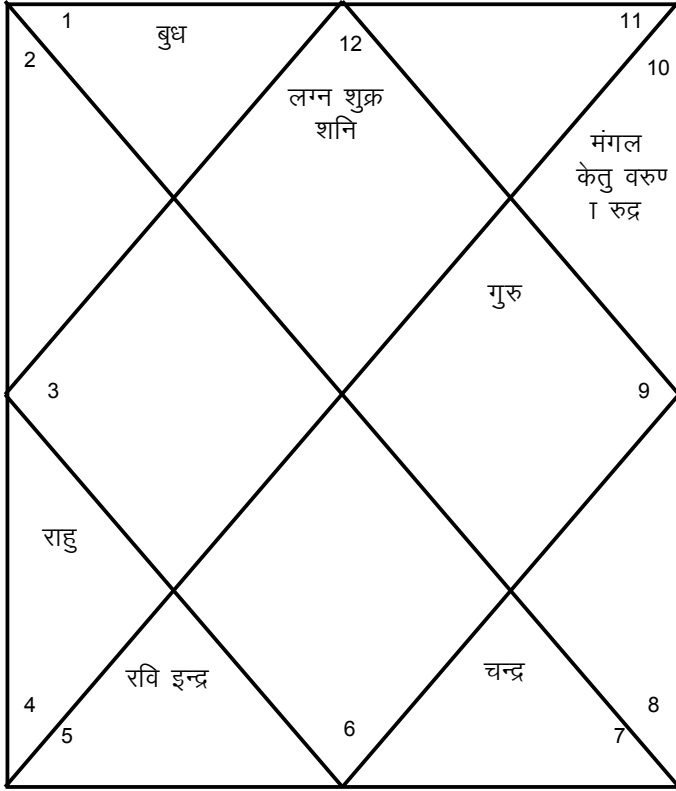 1
बुध
12
11
2
10
लग्न शुक्र
शनि
मंगल
केतु वरुण
ा रुद्र
गुरु
3
9
राहु
रवि इन्द्र
चन्द्र
4
8
5
6
7